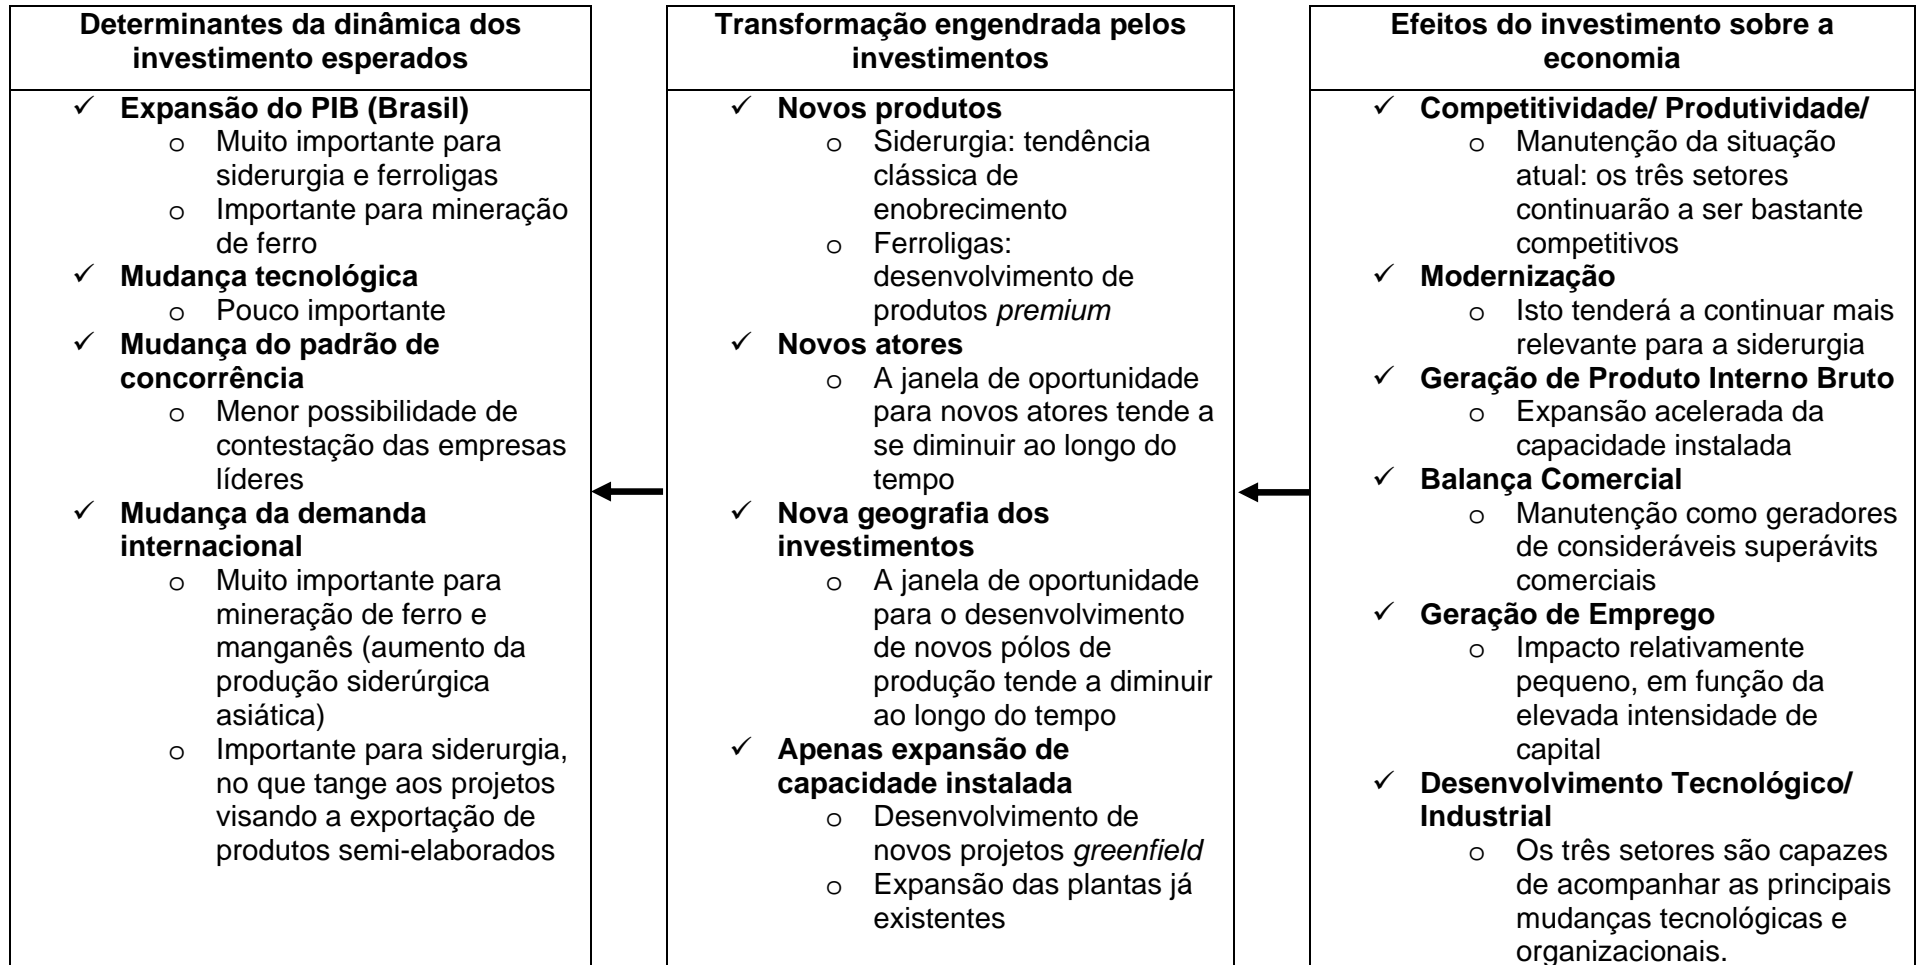 Determinantes da dinâmica dos
investimento esperados
✓ Expansão do PIB (Brasil)
o Muito importante para
siderurgia e ferroligas
o Importante para mineração
de ferro
✓ Mudança tecnológica
o Pouco importante
✓ Mudança do padrão de
concorrência
o Menor possibilidade de
contestação das empresas
líderes
✓ Mudança da demanda
internacional
o Muito importante para
mineração de ferro e
manganês (aumento da
produção siderúrgica
asiática)
o Importante para siderurgia,
no que tange aos projetos
visando a exportação de
produtos semi-elaborados
Transformação engendrada pelos
investimentos
✓ Novos produtos
o Siderurgia: tendência
clássica de
enobrecimento
o Ferroligas:
desenvolvimento de
produtos premium
✓ Novos atores
o A janela de oportunidade
para novos atores tende a
se diminuir ao longo do
tempo
✓ Nova geografia dos
investimentos
o A janela de oportunidade
para o desenvolvimento
de novos pólos de
produção tende a diminuir
ao longo do tempo
✓ Apenas expansão de
capacidade instalada
o Desenvolvimento de
novos projetos greenfield
o Expansão das plantas já
existentes
Efeitos do investimento sobre a
economia
✓ Competitividade/ Produtividade/
o Manutenção da situação
atual: os três setores
continuarão a ser bastante
competitivos
✓ Modernização
o Isto tenderá a continuar mais
relevante para a siderurgia
✓ Geração de Produto Interno Bruto
o Expansão acelerada da
capacidade instalada
✓ Balança Comercial
o Manutenção como geradores
de consideráveis superávits
comerciais
✓ Geração de Emprego
o Impacto relativamente
pequeno, em função da
elevada intensidade de
capital
✓ Desenvolvimento Tecnológico/
Industrial
o Os três setores são capazes
de acompanhar as principais
mudanças tecnológicas e
organizacionais.